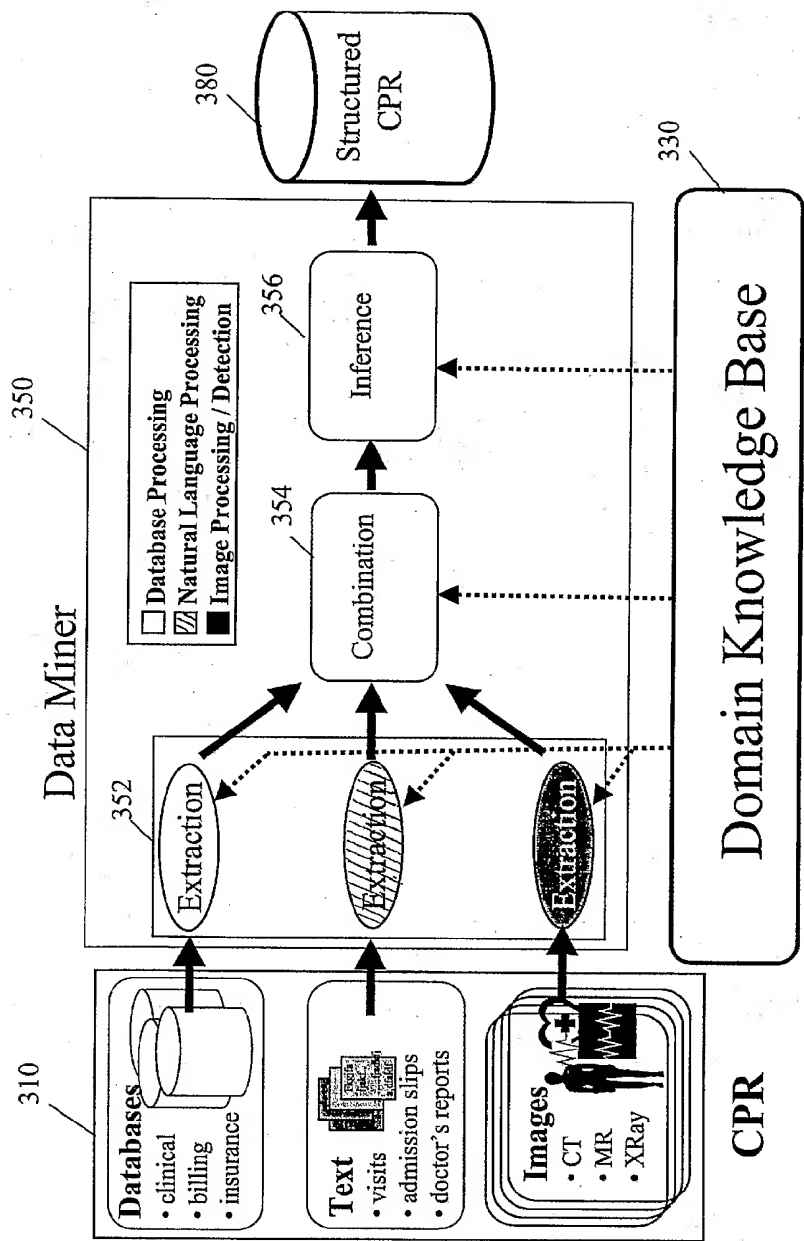 310
Databases
• clinical
• billing
• insurance
Text
• visits
• admission slips
• doctor's reports
Images
• CT
• MR
• XRay
CPR
Data Miner
350
352
Extraction
Extraction
Extraction
Database Processing
Natural Language Processing
Image Processing / Detection
354
Combination
356
Inference
380
Structured
CPR
330
Domain Knowledge Base